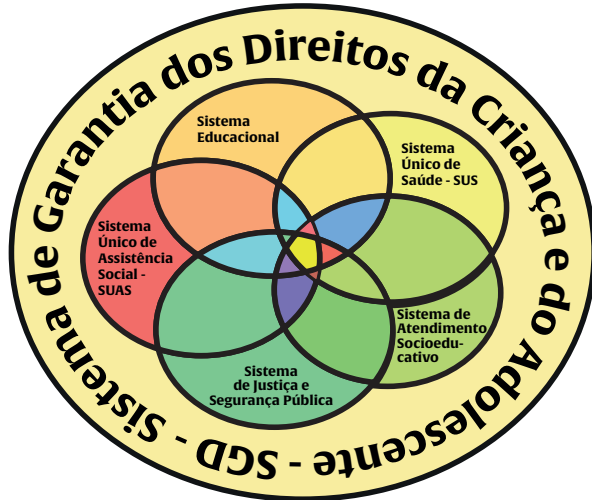 Sistema de Garantia dos Direitos da Criança e do Adolescente - SGD -
Sistema
Educacional
Sistema
Único de
Saúde - SUS
Sistema
Único de
Assistência
Social -
SUAS
Sistema de
Atendimento
Socioedu-
cativo
Sistema
de Justiça e
Segurança Pública